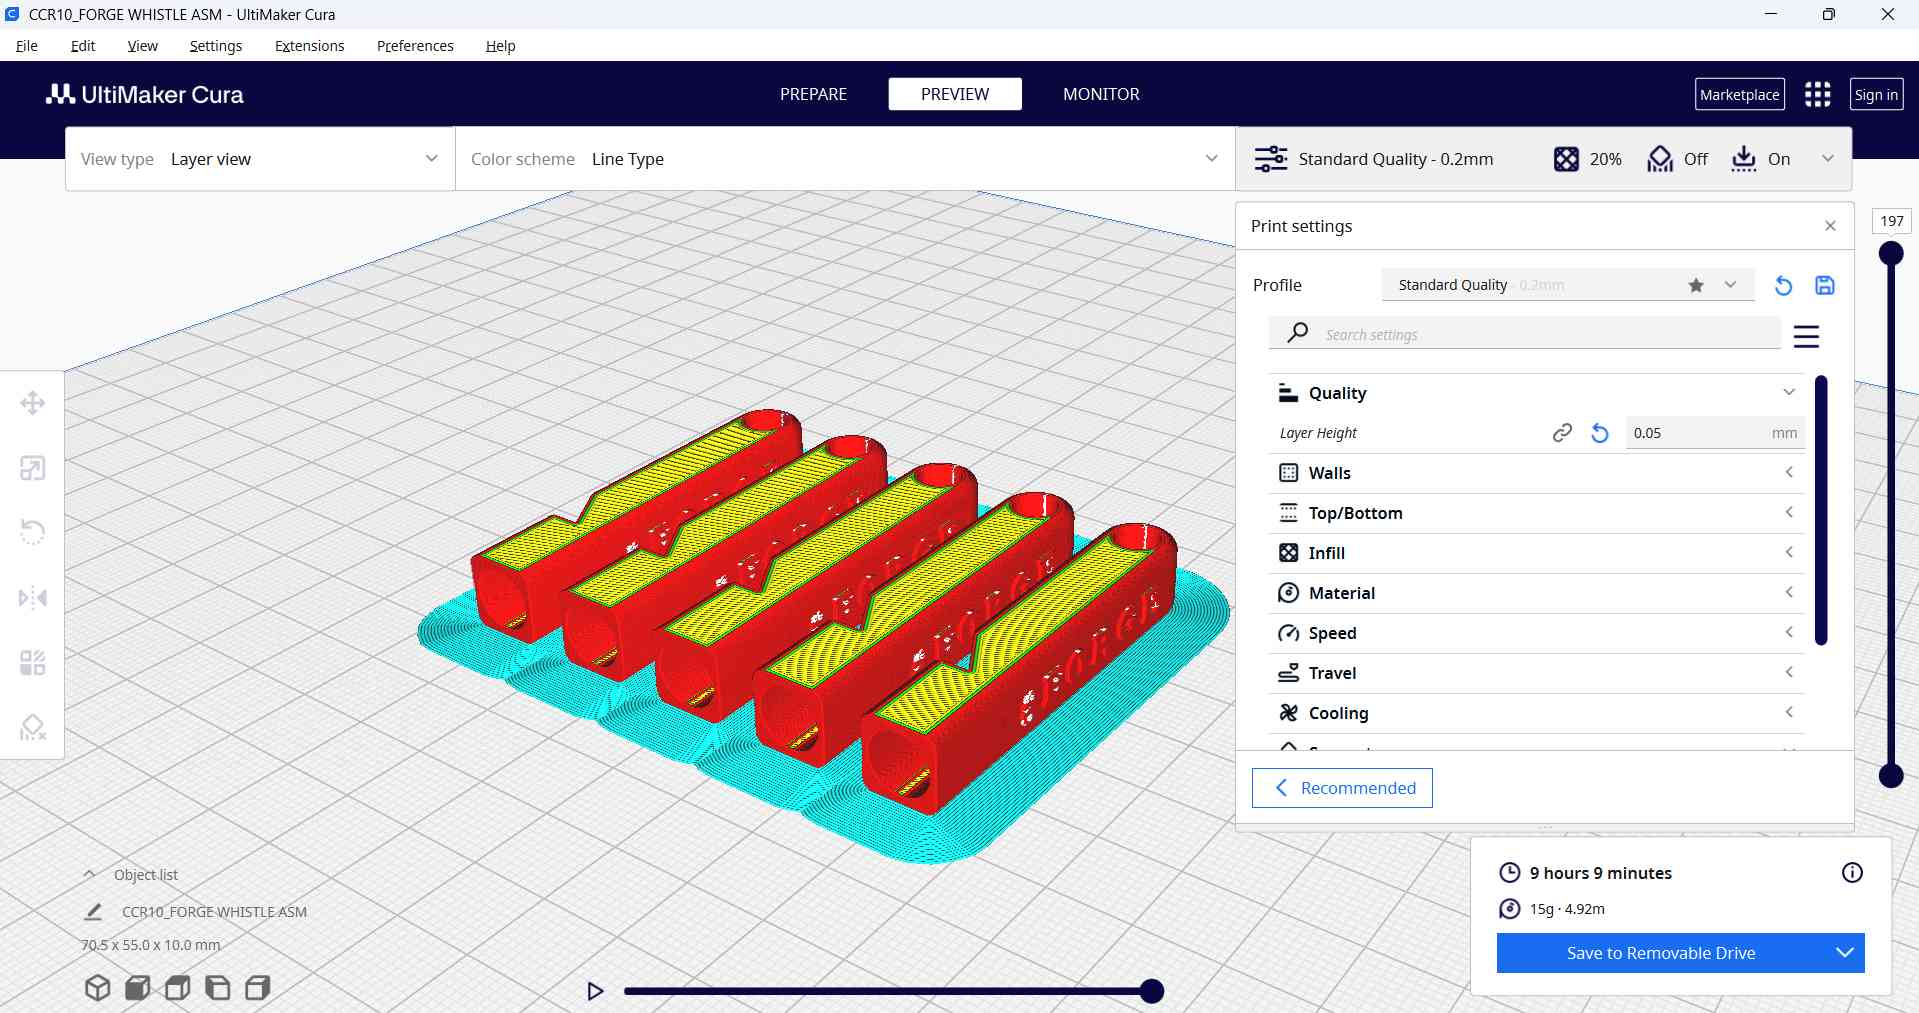 CCR10_FORGE WHISTLE ASM - UltiMaker Cura
File Edit View Settings Extensions Preferences Help
UltiMaker Cura PREPARE PREVIEW MONITOR Marketplace Sign in
View type Layer view Color scheme Line Type Standard Quality - 0.2mm 20% Off On
Print settings
197
Profile Standard Quality - 0.2mm
Search settings
Quality
Layer Height 0.05 mm
Walls
Top/Bottom
Infill
Material
Speed
Travel
Cooling
Recommended
Object list
CCR10_FORGE WHISTLE ASM
70.5 x 55.0 x 10.0 mm
9 hours 9 minutes
15g · 4.92m
Save to Removable Drive